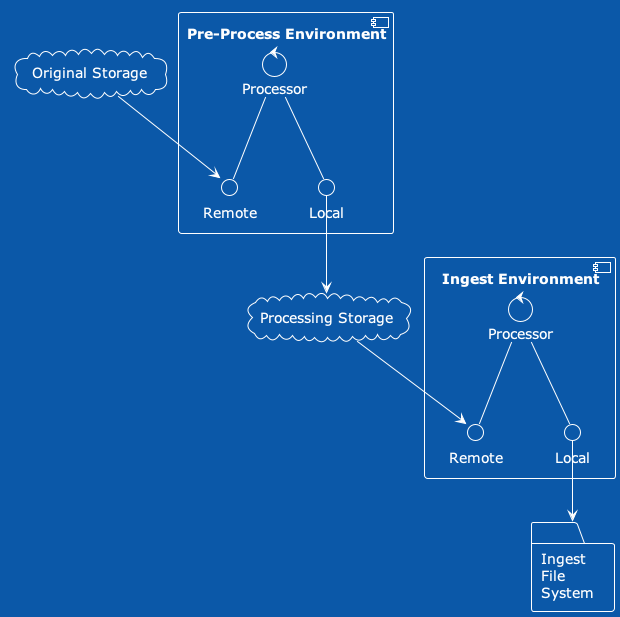 Pre-Process Environment
Original Storage
Processor
Remote
Local
Processing Storage
Ingest Environment
Processor
Remote
Local
Ingest
File
System